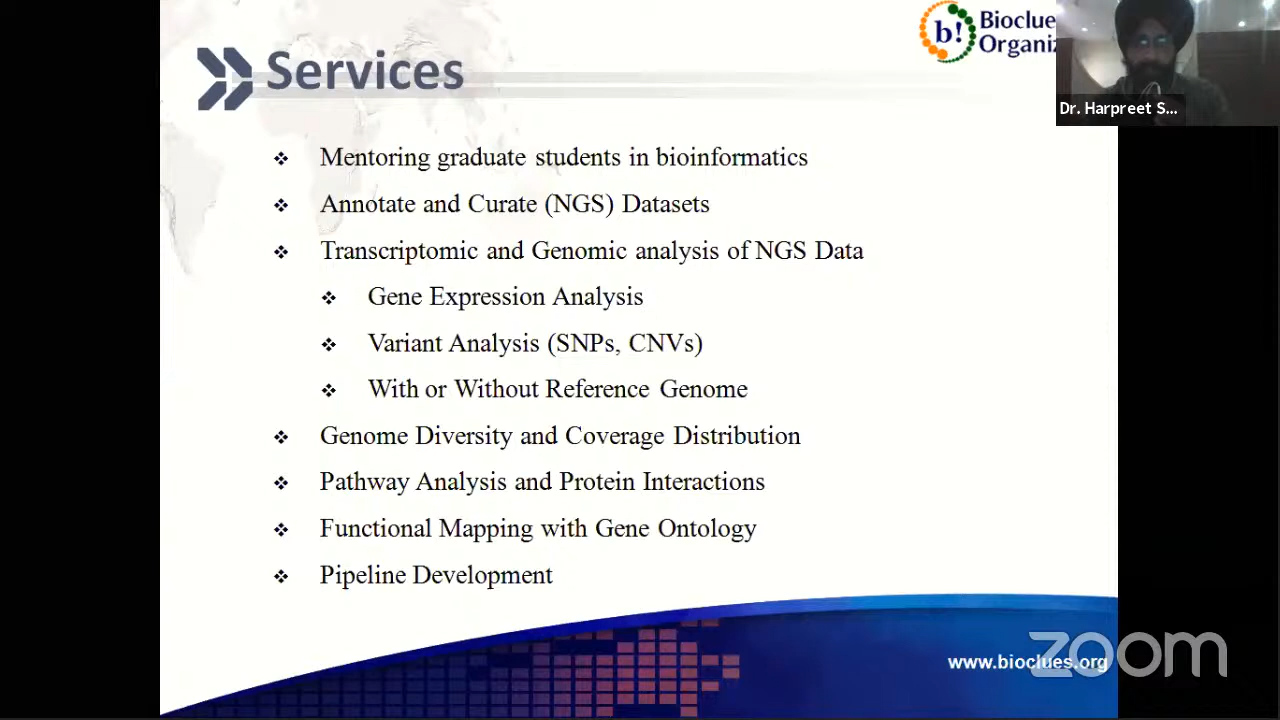 Services
b! Bioclues
Organiz
Dr. Harpreet S...
❖ Mentoring graduate students in bioinformatics
❖ Annotate and Curate (NGS) Datasets
❖ Transcriptomic and Genomic analysis of NGS Data
❖ Gene Expression Analysis
❖ Variant Analysis (SNPs, CNVs)
❖ With or Without Reference Genome
❖ Genome Diversity and Coverage Distribution
❖ Pathway Analysis and Protein Interactions
❖ Functional Mapping with Gene Ontology
❖ Pipeline Development
www.bioclues.org
zoom